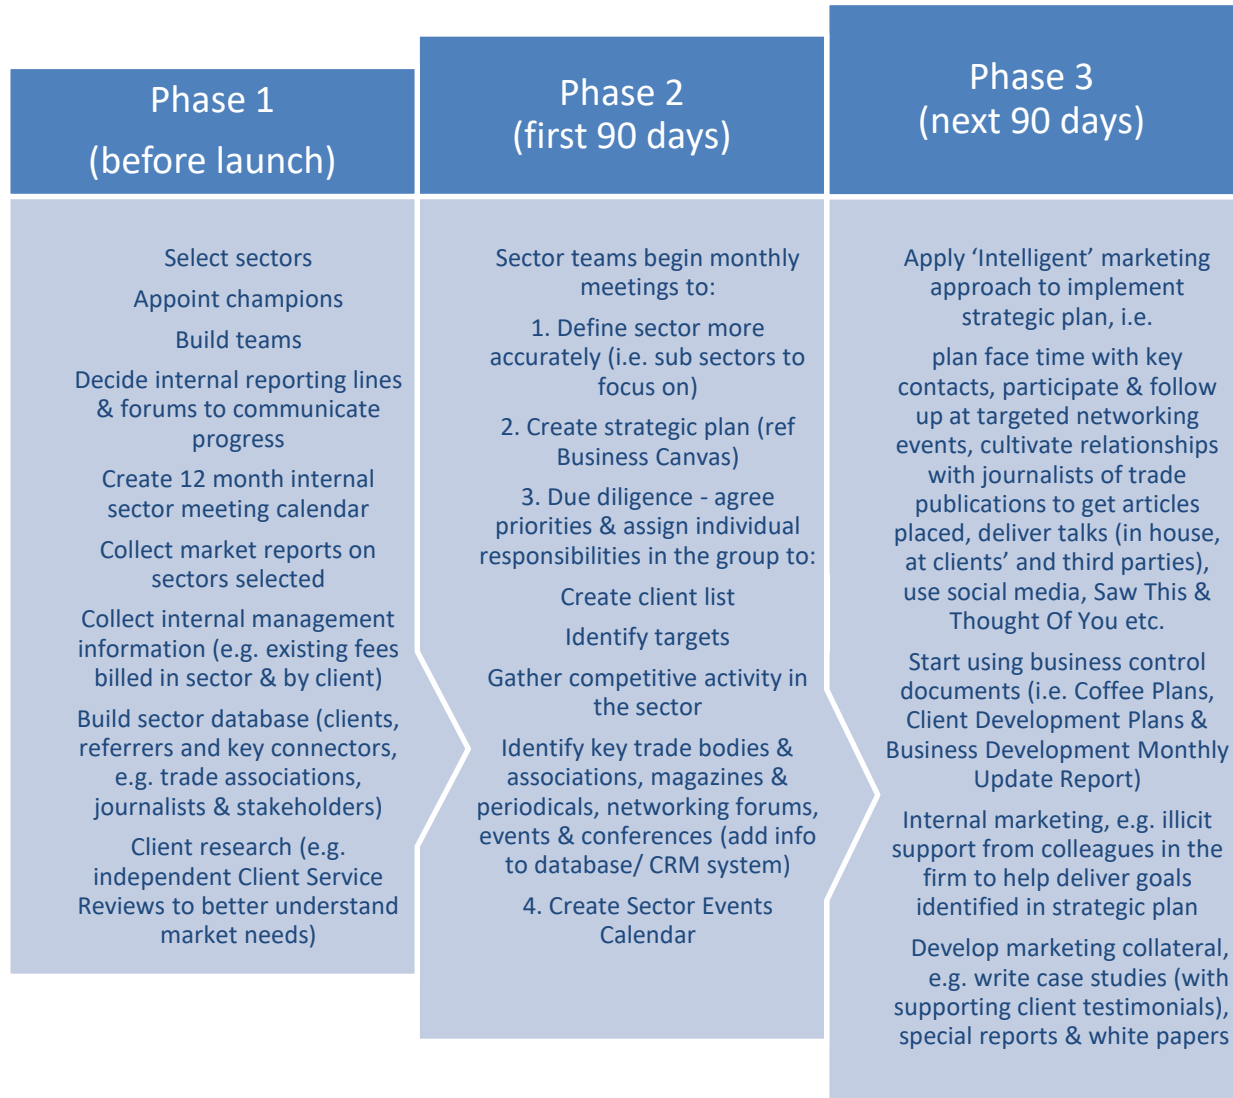 Phase 1
(before launch)
Select sectors
Appoint champions
Build teams
Decide internal reporting lines
& forums to communicate
progress
Create 12 month internal
sector meeting calendar
Collect market reports on
sectors selected
Collect internal management
information (e.g. existing fees
billed in sector & by client)
Build sector database (clients,
referrers and key connectors,
e.g. trade associations,
journalists & stakeholders)
Client research (e.g.
independent Client Service
Reviews to better understand
market needs)
Phase 2
(first 90 days)
Sector teams begin monthly
meetings to:
1. Define sector more
accurately (i.e. sub sectors to
focus on)
2. Create strategic plan (ref
Business Canvas)
3. Due diligence - agree
priorities & assign individual
responsibilities in the group to:
Create client list
Identify targets
Gather competitive activity in
the sector
Identify key trade bodies &
associations, magazines &
periodicals, networking forums,
events & conferences (add info
to database/ CRM system)
4. Create Sector Events
Calendar
Phase 3
(next 90 days)
Apply ‘Intelligent’ marketing
approach to implement
strategic plan, i.e.
plan face time with key
contacts, participate & follow
up at targeted networking
events, cultivate relationships
with journalists of trade
publications to get articles
placed, deliver talks (in house,
at clients’ and third parties),
use social media, Saw This &
Thought Of You etc.
Start using business control
documents (i.e. Coffee Plans,
Client Development Plans &
Business Development Monthly
Update Report)
Internal marketing, e.g. illicit
support from colleagues in the
firm to help deliver goals
identified in strategic plan
Develop marketing collateral,
e.g. write case studies (with
supporting client testimonials),
special reports & white papers